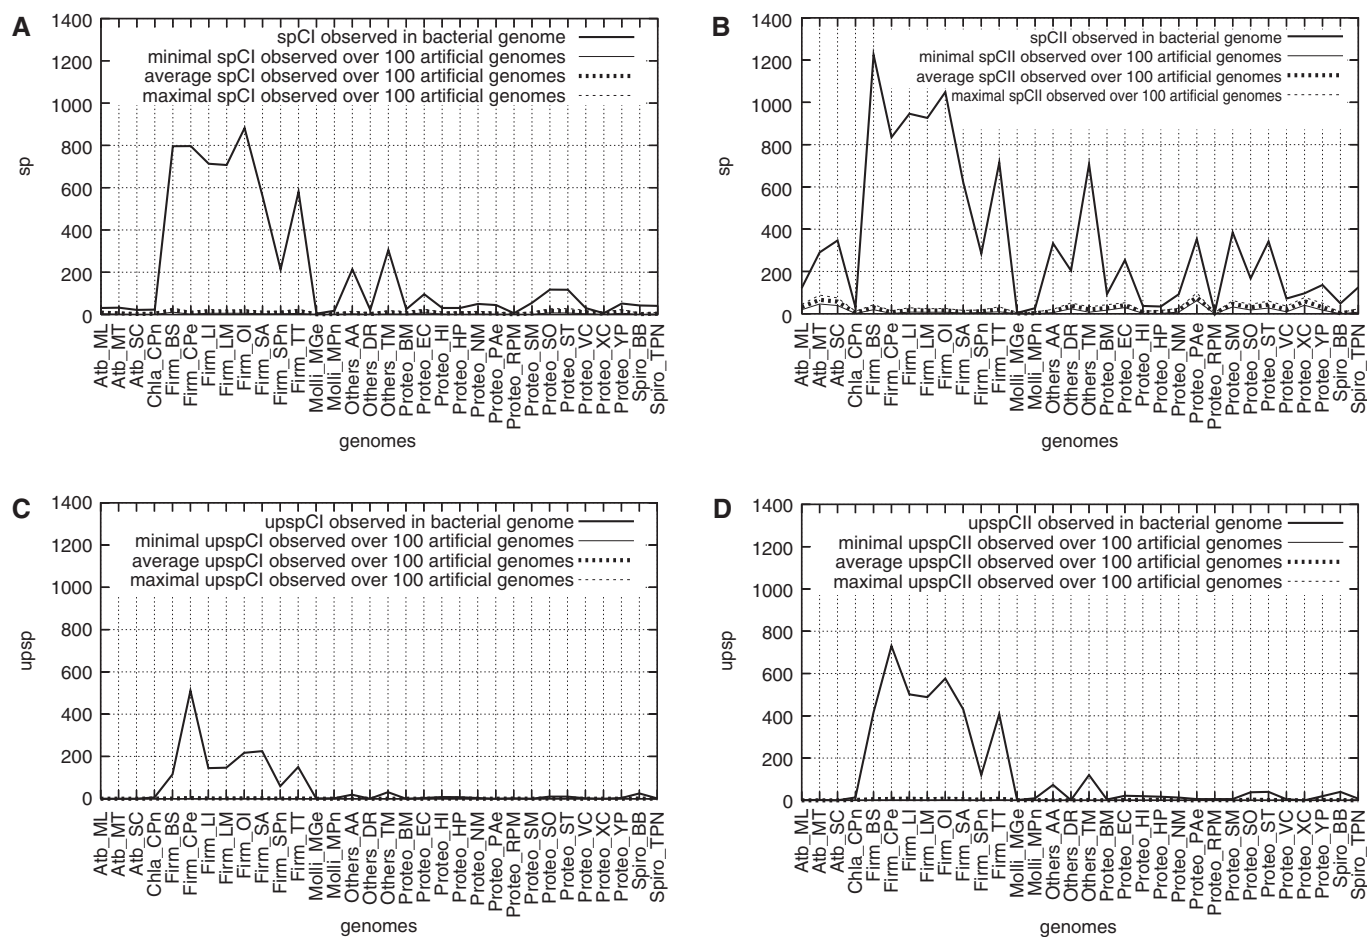 A
1400
1200
1000
800
600
400
200
0
sp
spCI observed in bacterial genome
minimal spCI observed over 100 artificial genomes
average spCI observed over 100 artificial genomes
maximal spCI observed over 100 artificial genomes
Atb_ML
Atb_MT
Atb_SC
Chla_CPn
Firm_BS
Firm_CPe
Firm_LI
Firm_LM
Firm_OI
Firm_SA
Firm_SPn
Firm_TT
Molli_MGe
Molli_MPn
Others_AA
Others_DR
Others_TM
Proteo_BM
Proteo_EC
Proteo_HI
Proteo_HP
Proteo_NM
Proteo_PAe
Proteo_RPM
Proteo_SM
Proteo_SO
Proteo_ST
Proteo_VC
Proteo_XC
Proteo_YP
Spiro_BB
Spiro_TPN
genomes
B
1400
1200
1000
800
600
400
200
0
sp
spCII observed in bacterial genome
minimal spCII observed over 100 artificial genomes
average spCII observed over 100 artificial genomes
maximal spCII observed over 100 artificial genomes
Atb_ML
Atb_MT
Atb_SC
Chla_CPn
Firm_BS
Firm_CPe
Firm_LI
Firm_LM
Firm_OI
Firm_SA
Firm_SPn
Firm_TT
Molli_MGe
Molli_MPn
Others_AA
Others_DR
Others_TM
Proteo_BM
Proteo_EC
Proteo_HI
Proteo_HP
Proteo_NM
Proteo_PAe
Proteo_RPM
Proteo_SM
Proteo_SO
Proteo_ST
Proteo_VC
Proteo_XC
Proteo_YP
Spiro_BB
Spiro_TPN
genomes
C
1400
1200
1000
800
600
400
200
0
upsp
upspCI observed in bacterial genome
minimal upspCI observed over 100 artificial genomes
average upspCI observed over 100 artificial genomes
maximal upspCI observed over 100 artificial genomes
Atb_ML
Atb_MT
Atb_SC
Chla_CPn
Firm_BS
Firm_CPe
Firm_LI
Firm_LM
Firm_OI
Firm_SA
Firm_SPn
Firm_TT
Molli_MGe
Molli_MPn
Others_AA
Others_DR
Others_TM
Proteo_BM
Proteo_EC
Proteo_HI
Proteo_HP
Proteo_NM
Proteo_PAe
Proteo_RPM
Proteo_SM
Proteo_SO
Proteo_ST
Proteo_VC
Proteo_XC
Proteo_YP
Spiro_BB
Spiro_TPN
genomes
D
1400
1200
1000
800
600
400
200
0
upsp
upspCII observed in bacterial genome
minimal upspCII observed over 100 artificial genomes
average upspCII observed over 100 artificial genomes
maximal upspCII observed over 100 artificial genomes
Atb_ML
Atb_MT
Atb_SC
Chla_CPn
Firm_BS
Firm_CPe
Firm_LI
Firm_LM
Firm_OI
Firm_SA
Firm_SPn
Firm_TT
Molli_MGe
Molli_MPn
Others_AA
Others_DR
Others_TM
Proteo_BM
Proteo_EC
Proteo_HI
Proteo_HP
Proteo_NM
Proteo_PAe
Proteo_RPM
Proteo_SM
Proteo_SO
Proteo_ST
Proteo_VC
Proteo_XC
Proteo_YP
Spiro_BB
Spiro_TPN
genomes